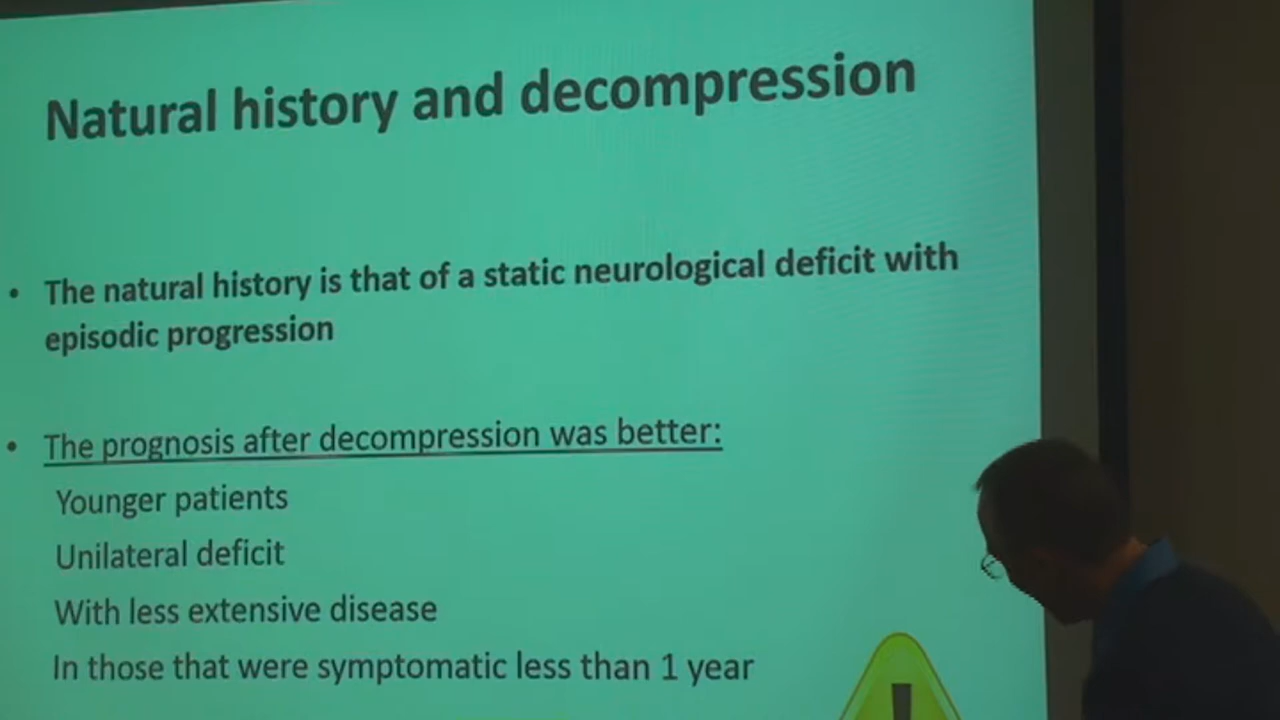 Natural history and decompression
• The natural history is that of a static neurological deficit with
episodic progression
• The prognosis after decompression was better:
Younger patients
Unilateral deficit
With less extensive disease
In those that were symptomatic less than 1 year
!